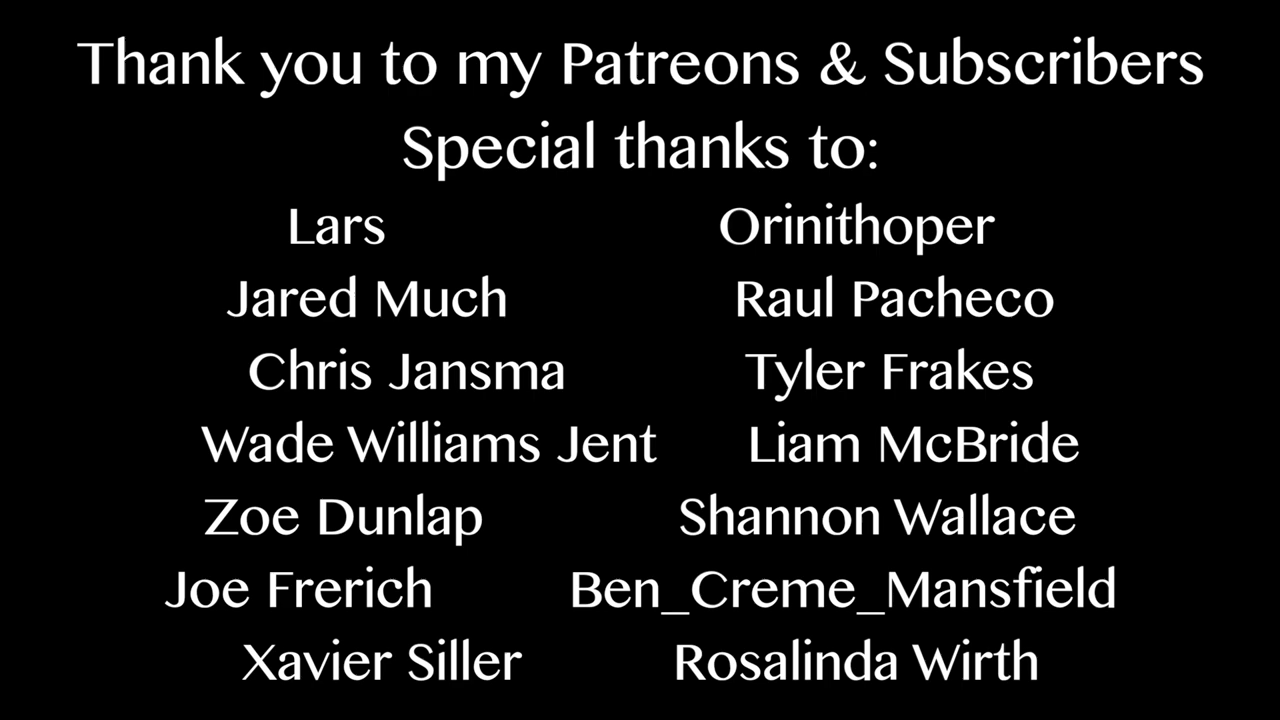 Thank you to my Patreons & Subscribers
Special thanks to:
Lars Orinithoper
Jared Much Raul Pacheco
Chris Jansma Tyler Frakes
Wade Williams Jent Liam McBride
Zoe Dunlap Shannon Wallace
Joe Frerich Ben_Creme_Mansfield
Xavier Siller Rosalinda Wirth